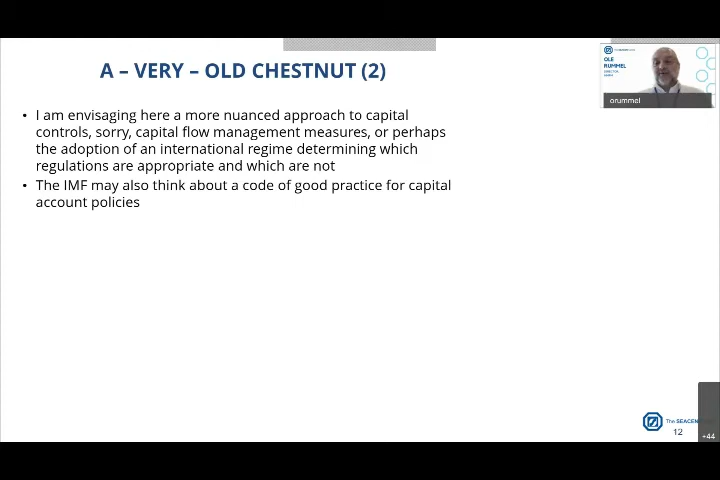 A – VERY – OLD CHESTNUT (2)
• I am envisaging here a more nuanced approach to capital
controls, sorry, capital flow management measures, or perhaps
the adoption of an international regime determining which
regulations are appropriate and which are not
• The IMF may also think about a code of good practice for capital
account policies
OLE
RUMMEL
orummel
The SEACEN
12
+44